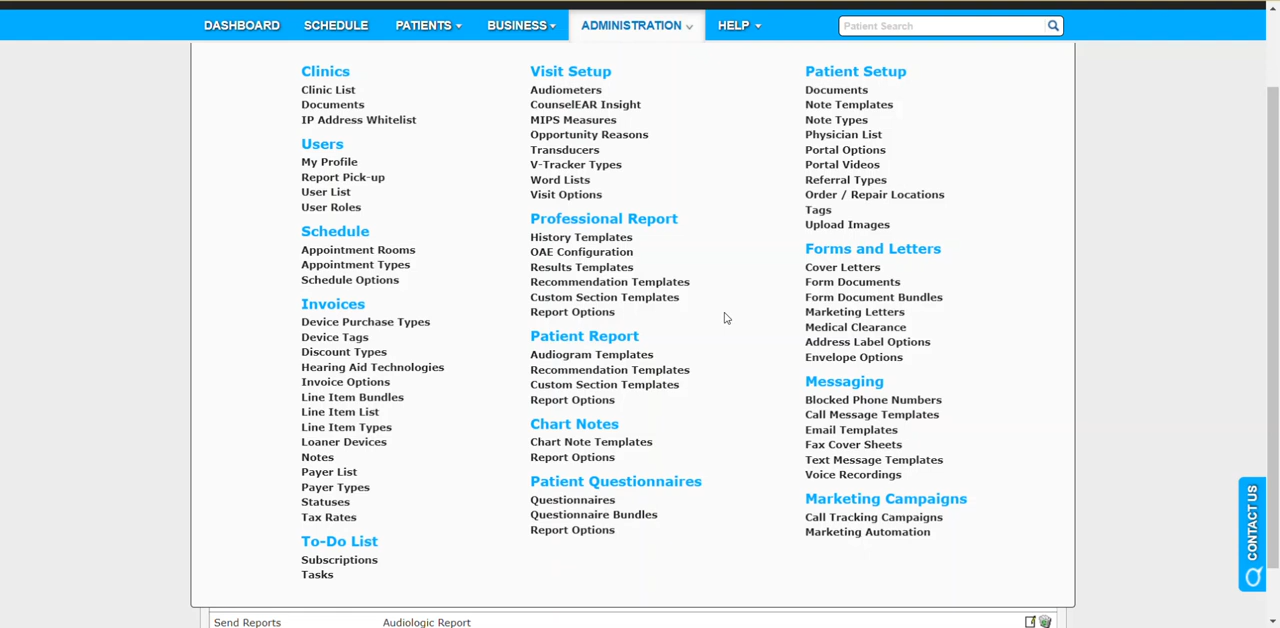 DASHBOARD SCHEDULE PATIENTS BUSINESS ADMINISTRATION HELP Patient Search
Clinics
Clinic List
Documents
IP Address Whitelist
Users
My Profile
Report Pick-up
User List
User Roles
Schedule
Appointment Rooms
Appointment Types
Schedule Options
Invoices
Device Purchase Types
Device Tags
Discount Types
Hearing Aid Technologies
Invoice Options
Line Item Bundles
Line Item List
Line Item Types
Loaner Devices
Notes
Payer List
Payer Types
Statuses
Tax Rates
To-Do List
Subscriptions
Tasks
Visit Setup
Audiometers
CounselEAR Insight
MIPS Measures
Opportunity Reasons
Transducers
V-Tracker Types
Word Lists
Visit Options
Professional Report
History Templates
OAE Configuration
Results Templates
Recommendation Templates
Custom Section Templates
Report Options
Patient Report
Audiogram Templates
Recommendation Templates
Custom Section Templates
Report Options
Chart Notes
Chart Note Templates
Report Options
Patient Questionnaires
Questionnaires
Questionnaire Bundles
Report Options
Patient Setup
Documents
Note Templates
Note Types
Physician List
Portal Options
Portal Videos
Referral Types
Order / Repair Locations
Tags
Upload Images
Forms and Letters
Cover Letters
Form Documents
Form Document Bundles
Marketing Letters
Medical Clearance
Address Label Options
Envelope Options
Messaging
Blocked Phone Numbers
Call Message Templates
Email Templates
Fax Cover Sheets
Text Message Templates
Voice Recordings
Marketing Campaigns
Call Tracking Campaigns
Marketing Automation
CONTACT US
Send Reports Audiologic Report